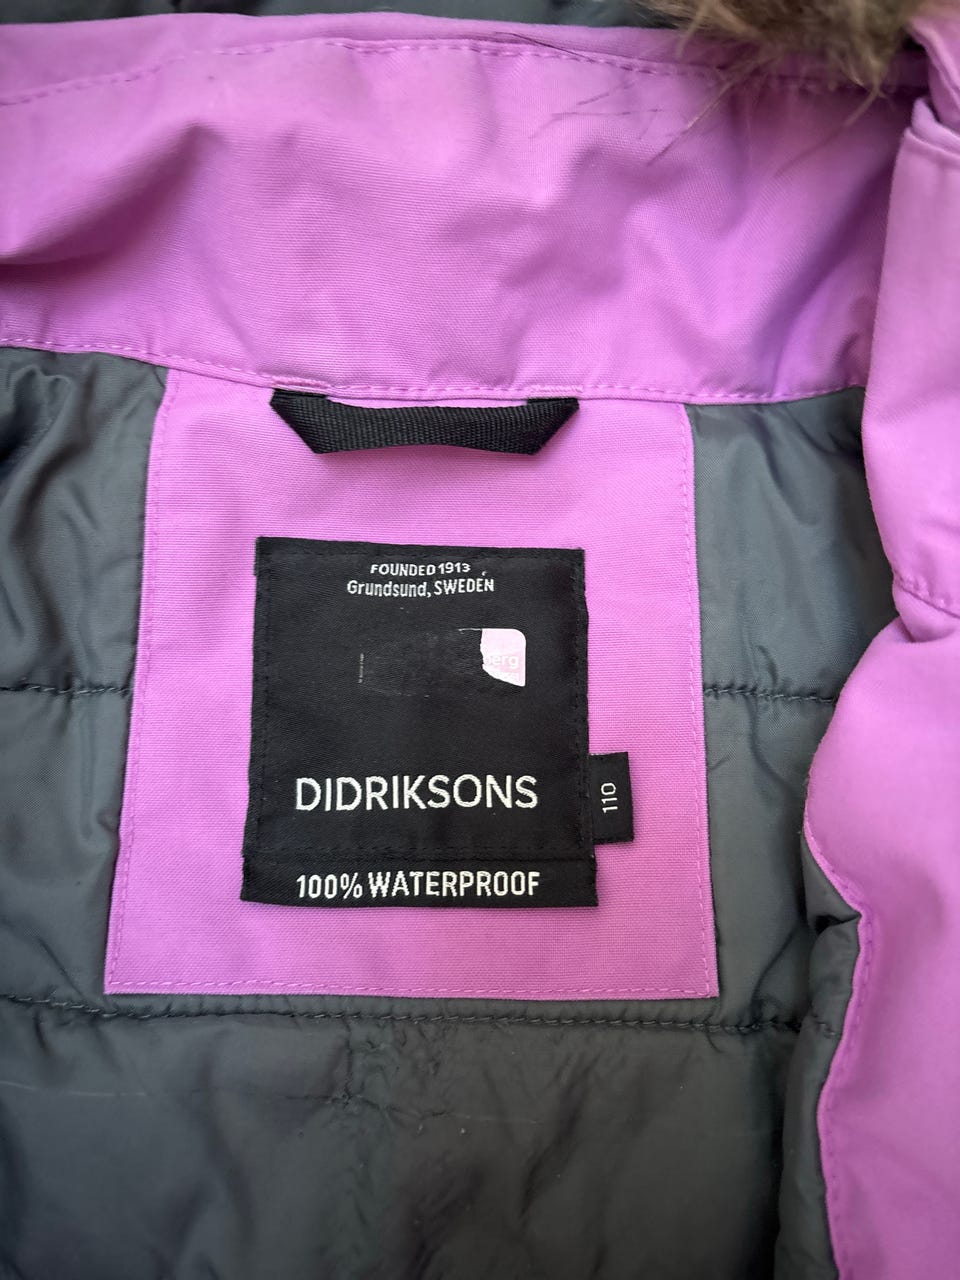 FOUNDED 1913
Grundsund, SWEDEN
DIDRIKSONS
110
100% WATERPROOF